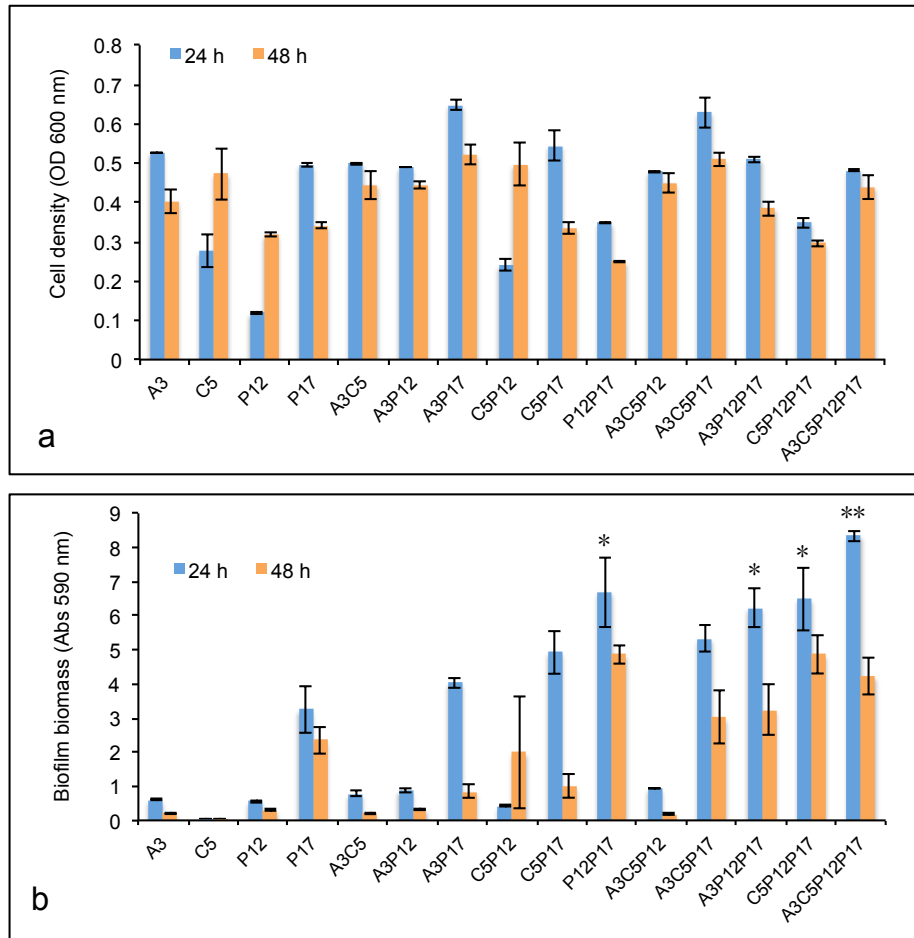 0.8
0.7
0.6
0.5
0.4
0.3
0.2
0.1
0
Cell density (OD 600 nm)
24 h 48 h
A3 C5 P12 P17 A3C5 A3P12 A3P17 C5P12 C5P17 P12P17 A3C5P12 A3C5P17 A3P12P17 C5P12P17 A3C5P12P17
a
9
8
7
6
5
4
3
2
1
0
Biofilm biomass (Abs 590 nm)
24 h 48 h
* * * **
A3 C5 P12 P17 A3C5 A3P12 A3P17 C5P12 C5P17 P12P17 A3C5P12 A3C5P17 A3P12P17 C5P12P17 A3C5P12P17
b